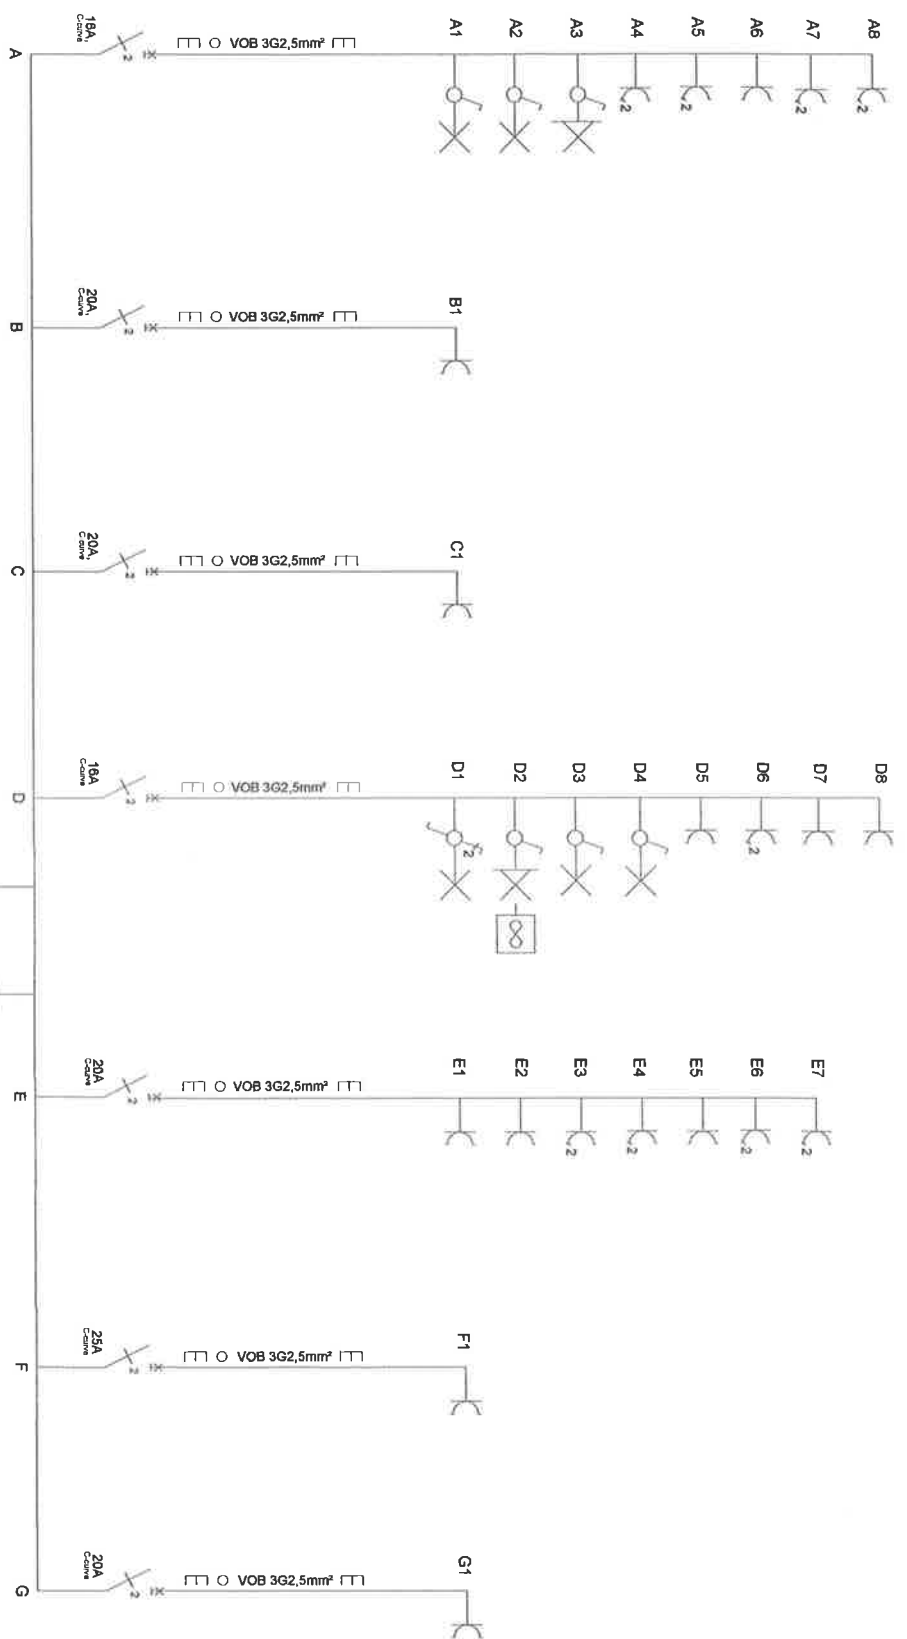 A8
2
A7
2
A6
A5
2
A4
2
A3
A2
A1
VOB 3G2,5mm²
2
16A,
C-curve
A
B1
VOB 3G2,5mm²
2
20A,
C-curve
B
C1
VOB 3G2,5mm²
2
20A,
C-curve
C
D8
D7
D6
2
D5
D4
D3
D2
D1
2
VOB 3G2,5mm²
2
16A
C-curve
D
E7
2
E6
2
E5
E4
2
E3
2
E2
E1
VOB 3G2,5mm²
2
20A
C-curve
E
F1
VOB 3G2,5mm²
2
25A
C-curve
F
G1
VOB 3G2,5mm²
2
20A
C-curve
G